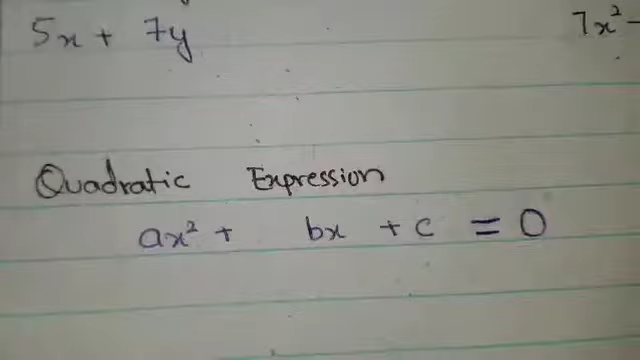 5x + 7y 7x² -
Quadratic Expression
ax² + bx + c = 0